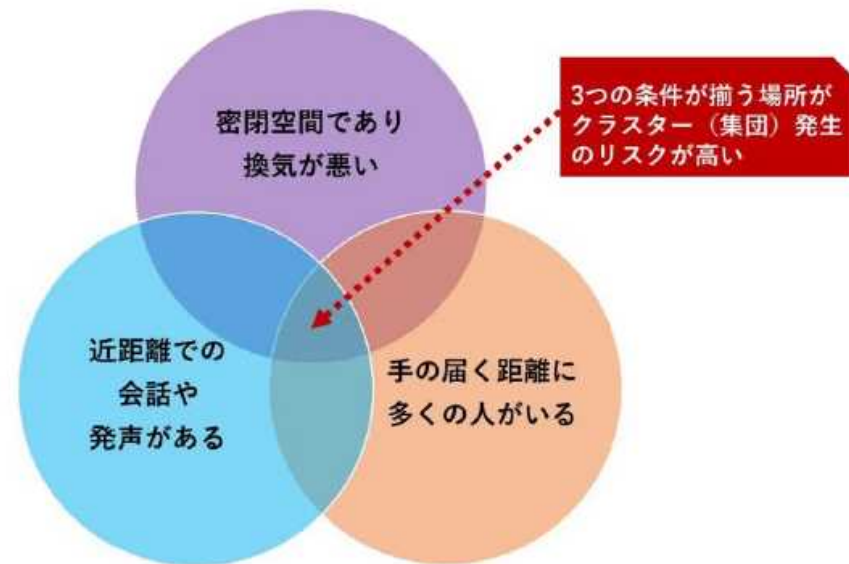 密閉空間であり
換気が悪い
3つの条件が揃う場所が
クラスター（集団）発生
のリスクが高い
近距離での
会話や
発声がある
手の届く距離に
多くの人がいる